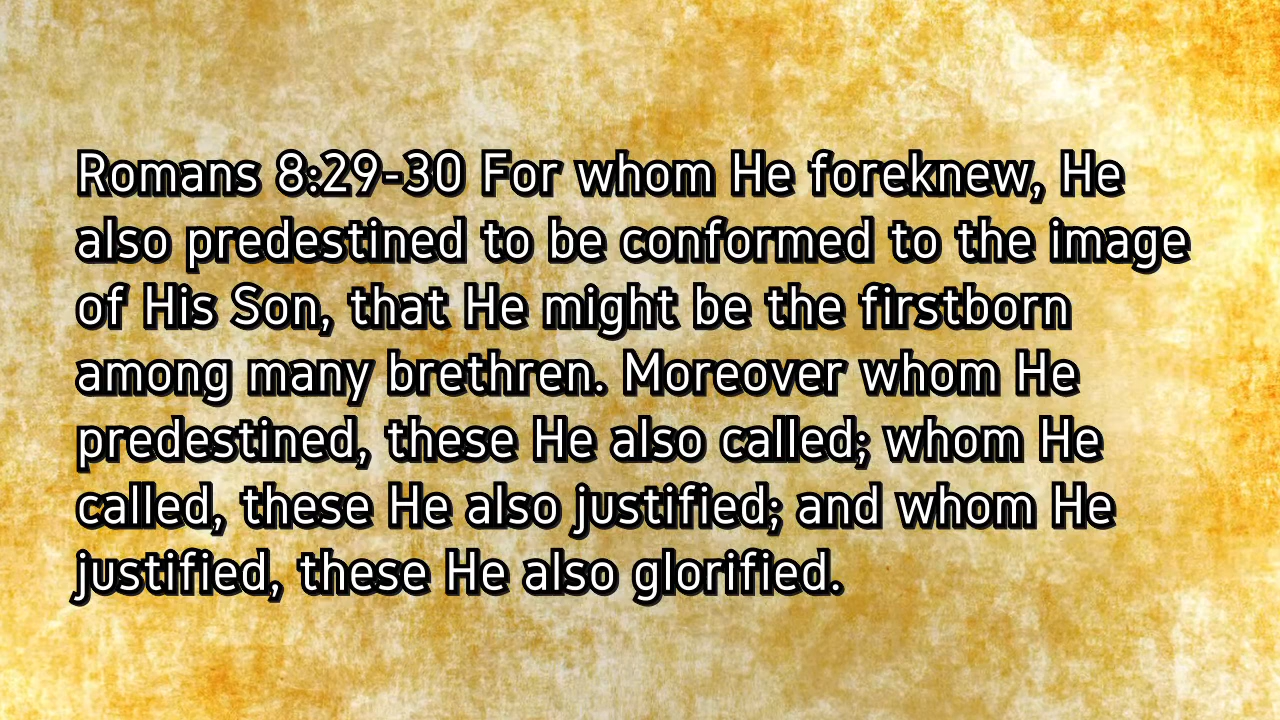 Romans 8:29-30 For whom He foreknew, He
also predestined to be conformed to the image
of His Son, that He might be the firstborn
among many brethren. Moreover whom He
predestined, these He also called; whom He
called, these He also justified; and whom He
justified, these He also glorified.